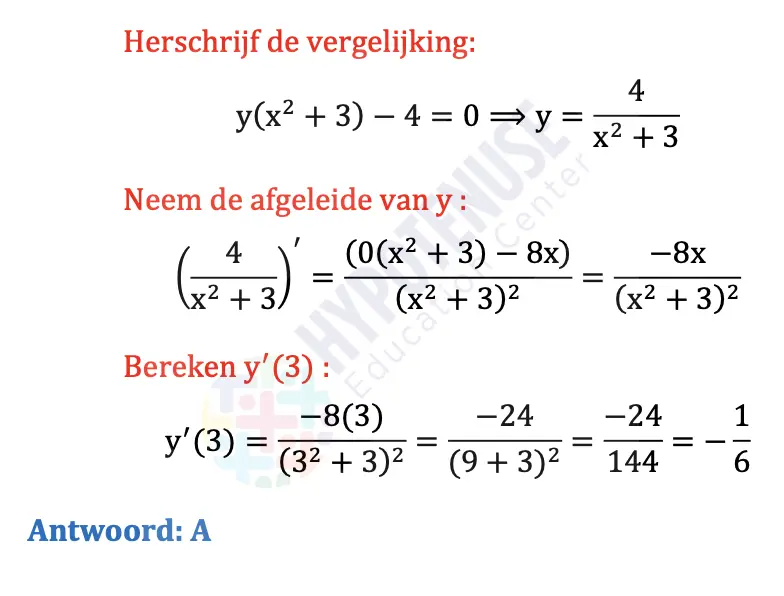 Herschrijf de vergelijking:
y(x² + 3) − 4 = 0 ⟹ y = 4/(x² + 3)
Neem de afgeleide van y :
(4/(x² + 3))′ = (0(x² + 3) − 8x)/(x² + 3)² = −8x/(x² + 3)²
Bereken y′(3) :
y′(3) = −8(3)/(3² + 3)² = −24/(9 + 3)² = −24/144 = −1/6
Antwoord: A
HYPOTENUSE
Education Center